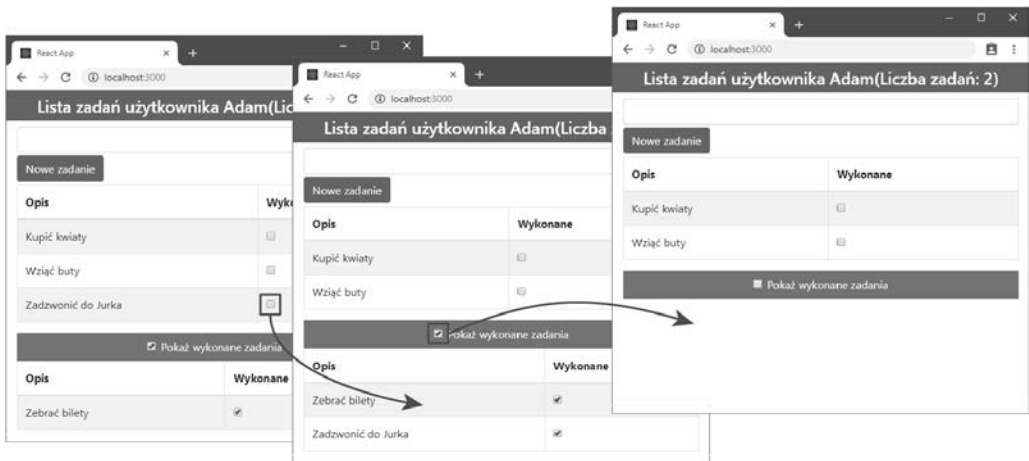 React App
localhost:3000
Lista zadań użytkownika Adam(Lic
Nowe zadanie
Opis Wyk
Kupić kwiaty
Wziąć buty
Zadzwonić do Jurka
Pokaż wykonane zadania
Opis Wykonane
Zebrać bilety
React App
localhost:3000
Lista zadań użytkownika Adam(Liczba
Nowe zadanie
Opis Wykonane
Kupić kwiaty
Wziąć buty
Pokaż wykonane zadania
Opis Wykonane
Zebrać bilety
Zadzwonić do Jurka
React App
localhost:3000
Lista zadań użytkownika Adam(Liczba zadań: 2)
Nowe zadanie
Opis Wykonane
Kupić kwiaty
Wziąć buty
Pokaż wykonane zadania